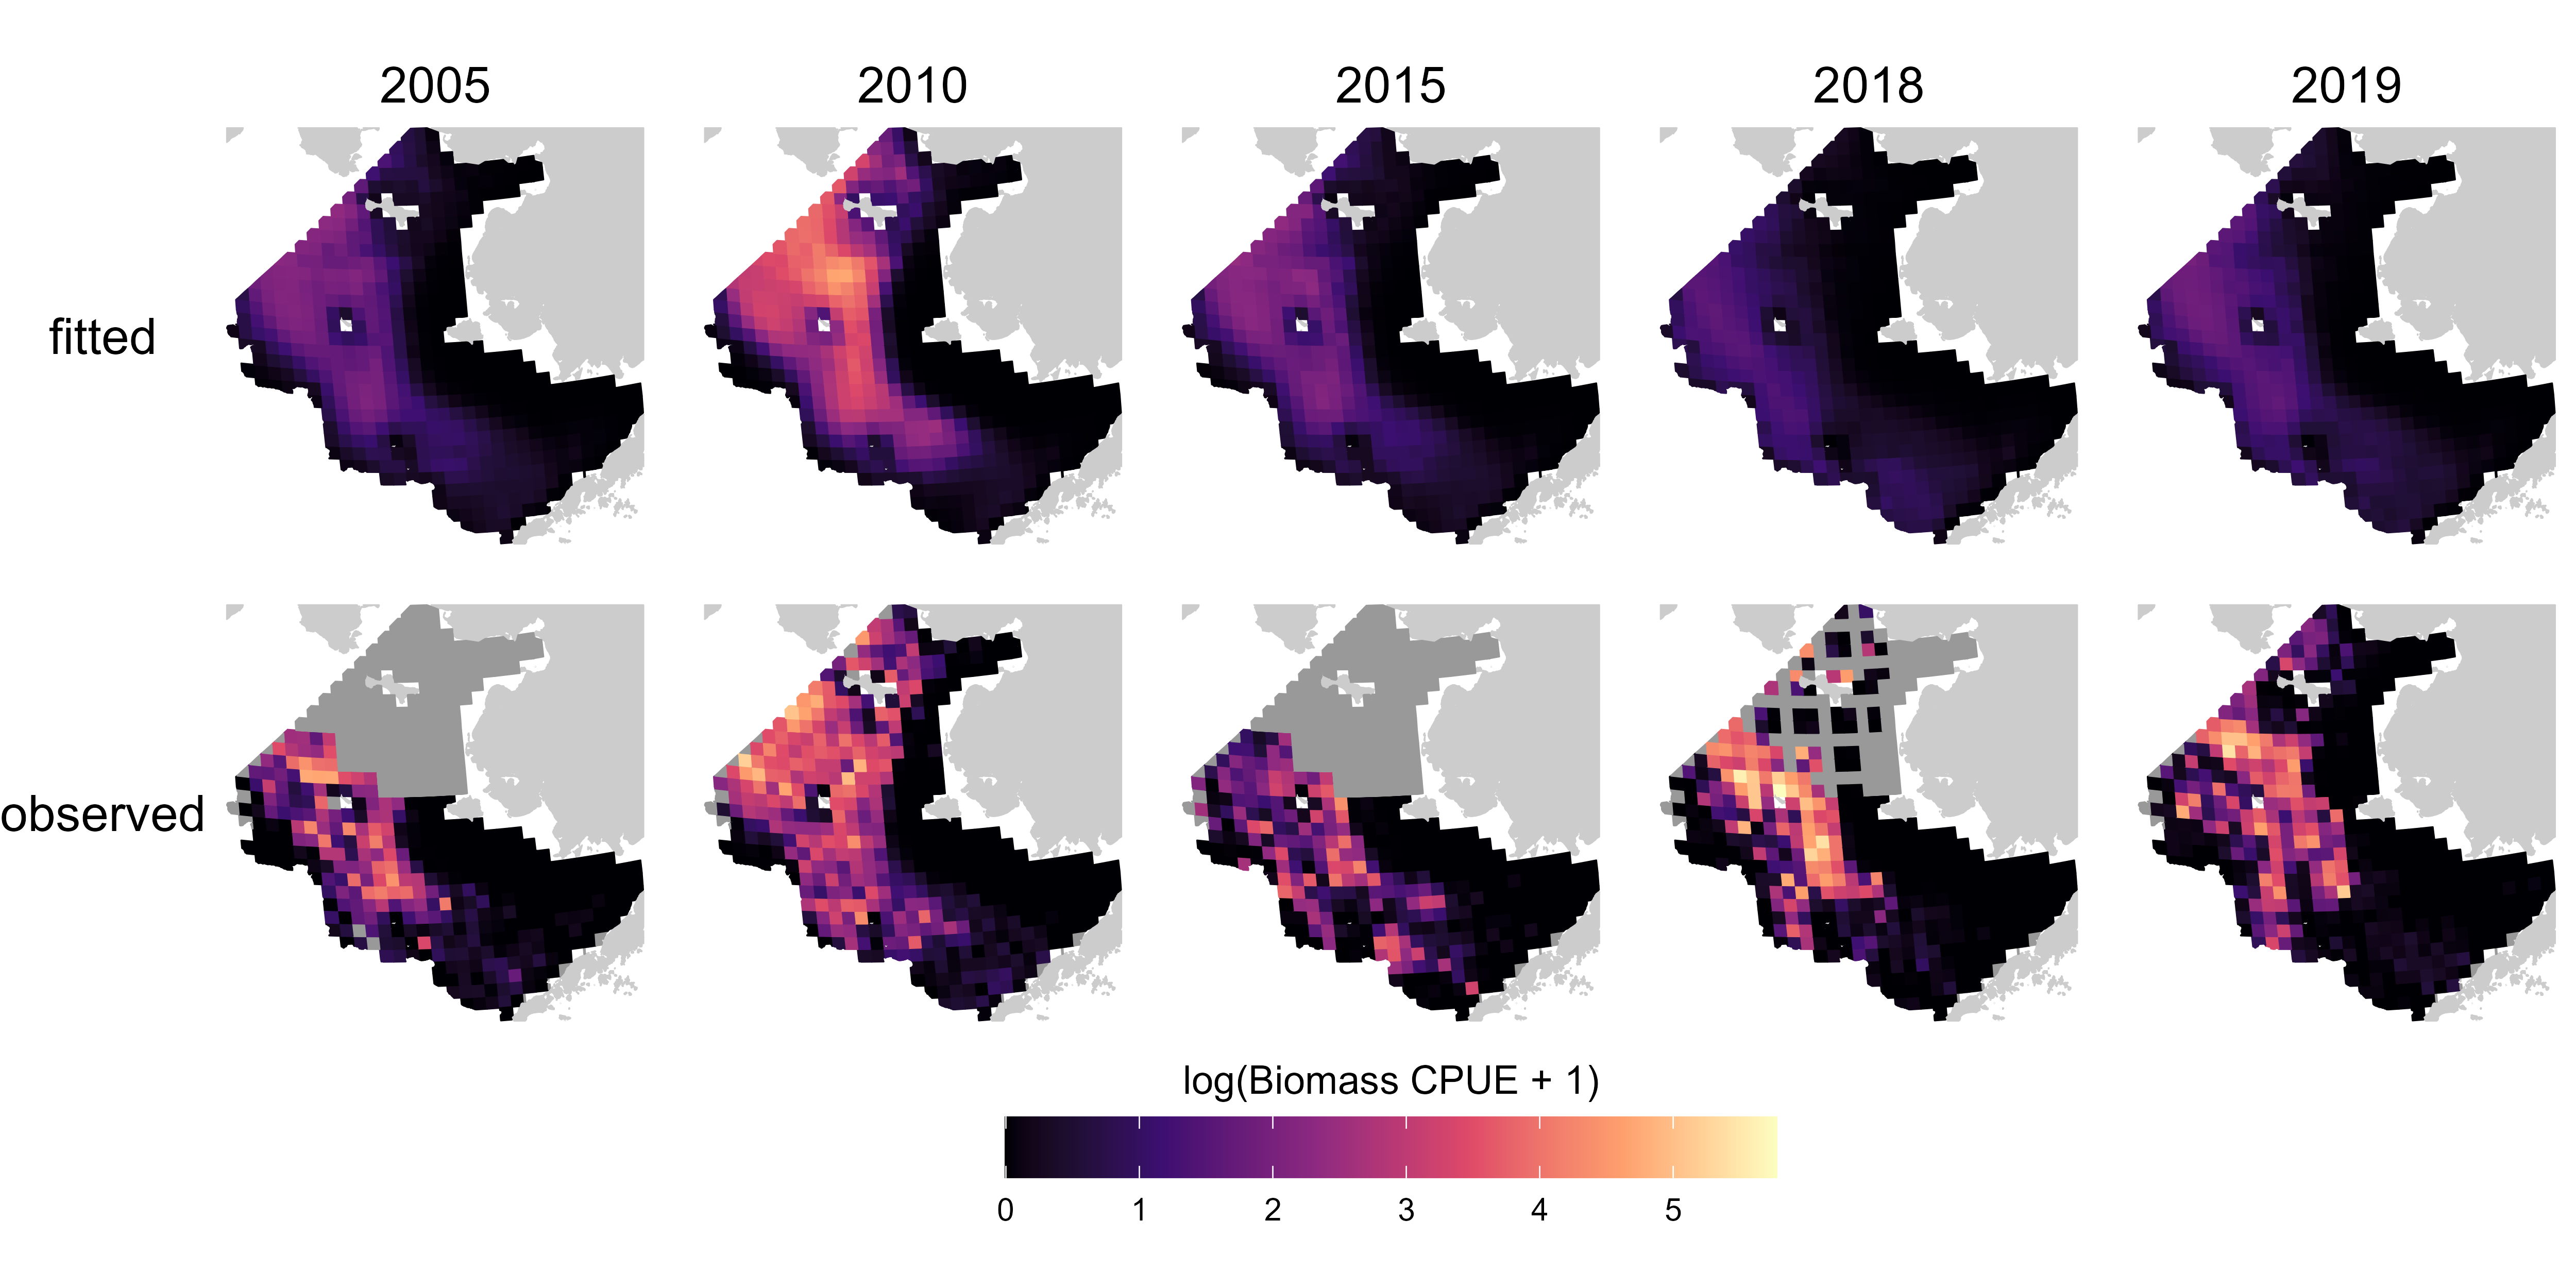 2005 2010 2015 2018 2019
fitted
observed
log(Biomass CPUE + 1)
0 1 2 3 4 5